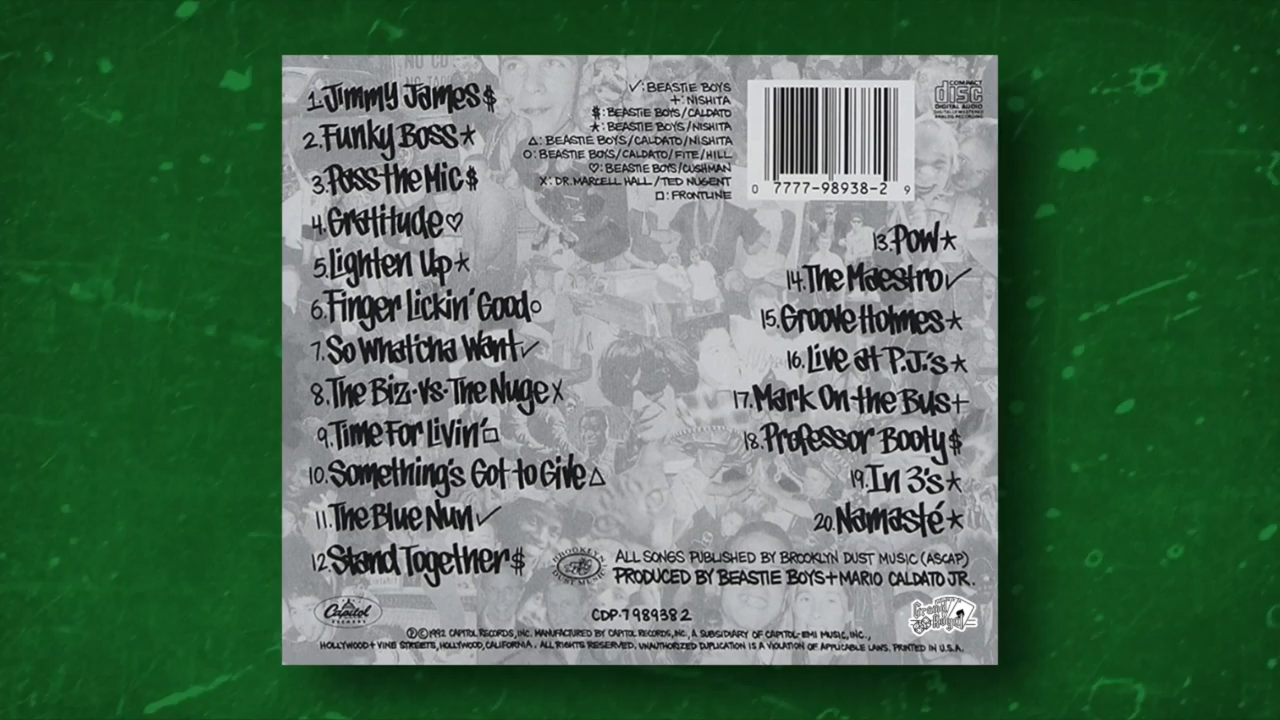 1. Jimmy James $
2. Funky Boss ★
3. Pass the Mic $
4. Gratitude ♡
5. Lighten Up ★
6. Finger Lickin' Good ○
7. So What'cha Want ✓
8. The Biz·vs·The Nuge X
9. Time For Livin' □
10. Something's Got to Give △
11. The Blue Nun ✓
12. Stand Together $
✓: BEASTIE BOYS
+: NISHITA
$: BEASTIE BOYS/CALDATO
★: BEASTIE BOYS/NISHITA
△: BEASTIE BOYS/CALDATO/NISHITA
○: BEASTIE BOYS/CALDATO/FITE/HILL
♡: BEASTIE BOYS/CUSHMAN
X: DR. MARCELL HALL/TED NUGENT
□: FRONTLINE
0 7777-98938-2 9
COMPACT
disc
DIGITAL AUDIO
13. Pow ★
14. The Maestro ✓
15. Groove Holmes ★
16. Live at P.J.'s ★
17. Mark On the Bus +
18. Professor Booty $
19. In 3's ★
20. Namasté ★
BROOKLYN
DUST MUSIC
ALL SONGS PUBLISHED BY BROOKLYN DUST MUSIC (ASCAP)
PRODUCED BY BEASTIE BOYS + MARIO CALDATO JR.
Capitol
RECORDS
CDP·7989382
Grand Royal
℗©1992 CAPITOL RECORDS, INC. MANUFACTURED BY CAPITOL RECORDS, INC., A SUBSIDIARY OF CAPITOL-EMI MUSIC, INC.,
HOLLYWOOD + VINE STREETS, HOLLYWOOD, CALIFORNIA. ALL RIGHTS RESERVED. UNAUTHORIZED DUPLICATION IS A VIOLATION OF APPLICABLE LAWS. PRINTED IN U.S.A.